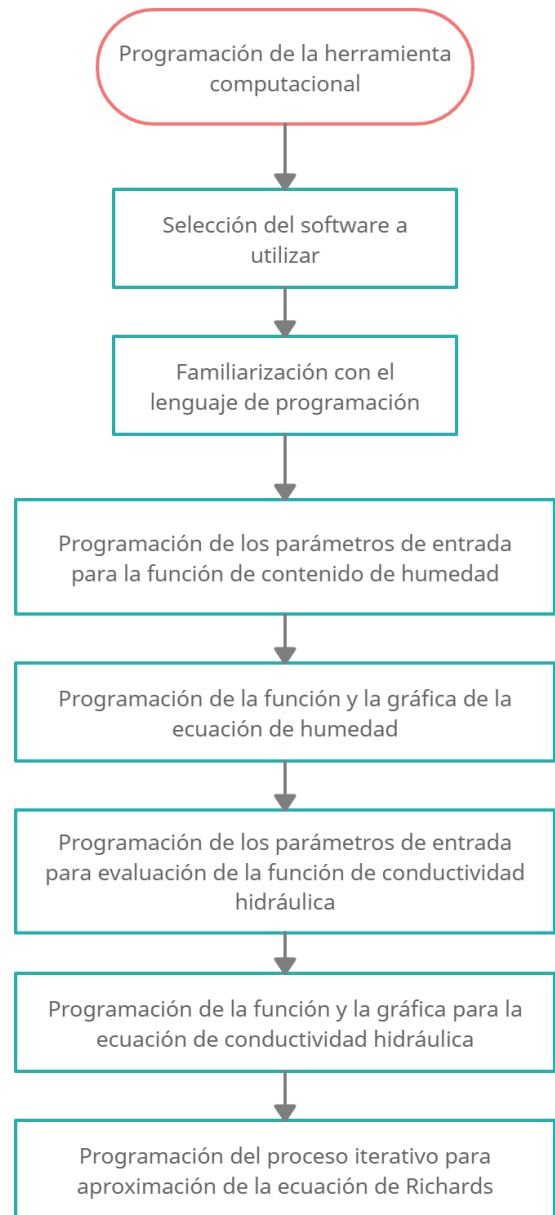 Programación de la herramienta
computacional
Selección del software a
utilizar
Familiarización con el
lenguaje de programación
Programación de los parámetros de entrada
para la función de contenido de humedad
Programación de la función y la gráfica de la
ecuación de humedad
Programación de los parámetros de entrada
para evaluación de la función de conductividad
hidráulica
Programación de la función y la gráfica para la
ecuación de conductividad hidráulica
Programación del proceso iterativo para
aproximación de la ecuación de Richards